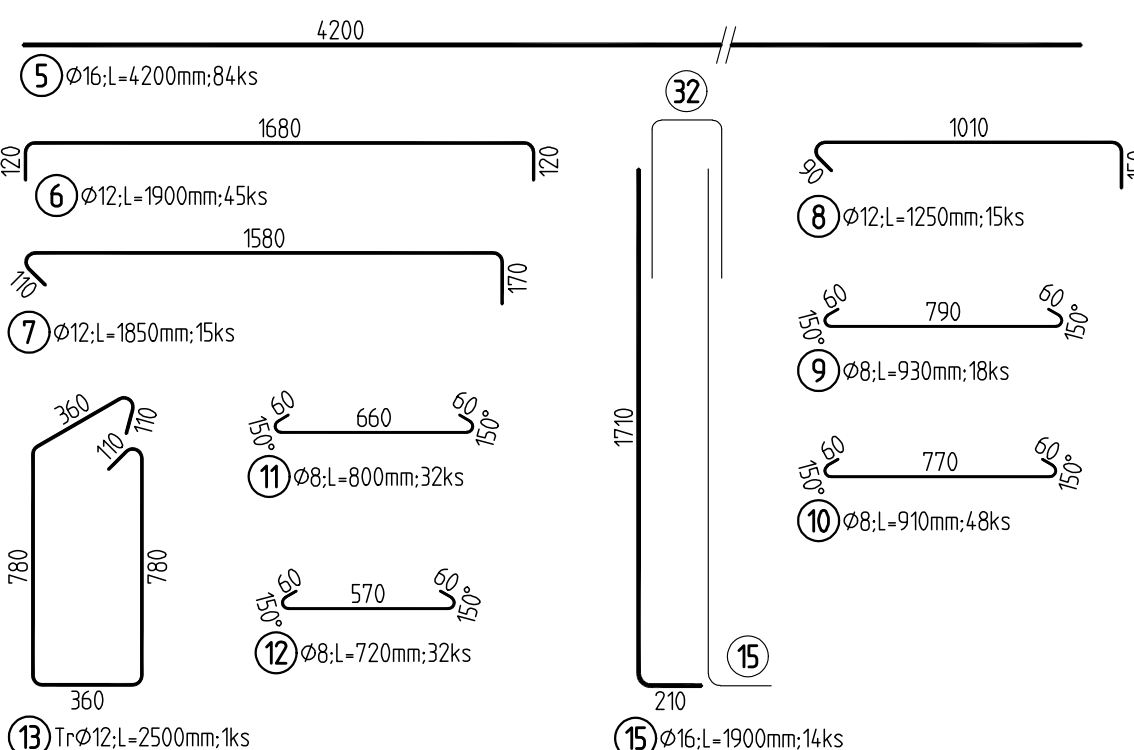 4200
5 Ø16;L=4200mm;84ks
1680
120 120
6 Ø12;L=1900mm;45ks
1580
110 170
7 Ø12;L=1850mm;15ks
32
1010
90 150
8 Ø12;L=1250mm;15ks
60 790 60
150° 150°
9 Ø8;L=930mm;18ks
60 770 60
150° 150°
10 Ø8;L=910mm;48ks
60 660 60
150° 150°
11 Ø8;L=800mm;32ks
60 570 60
150° 150°
12 Ø8;L=720mm;32ks
360 110
110
780 780
360
13 TrØ12;L=2500mm;1ks
1710
15
210
15 Ø16;L=1900mm;14ks